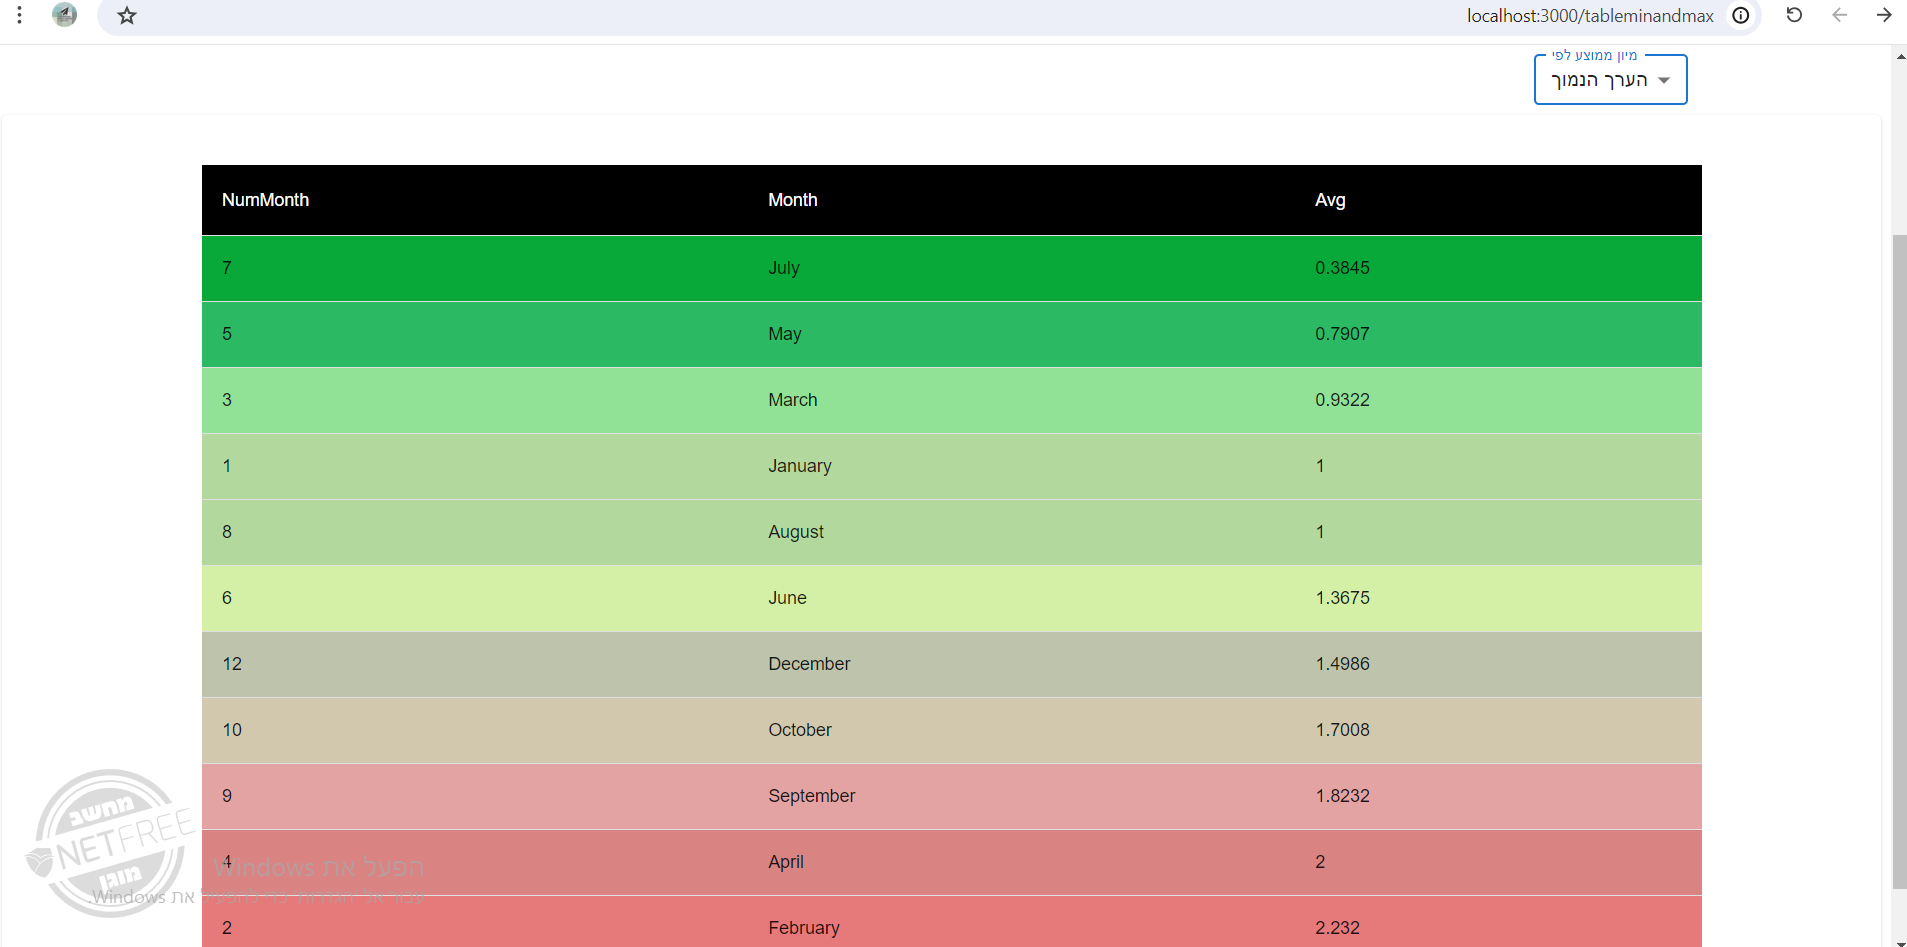 localhost:3000/tableminandmax
מיון ממוצע לפי
הערך הנמוך
NumMonth Month Avg
7 July 0.3845
5 May 0.7907
3 March 0.9322
1 January 1
8 August 1
6 June 1.3675
12 December 1.4986
10 October 1.7008
9 September 1.8232
4 April 2
2 February 2.232
מחשב
NETFREE
מוגן
הפעל את Windows
עבור אל 'הגדרות' כדי להפעיל את Windows.